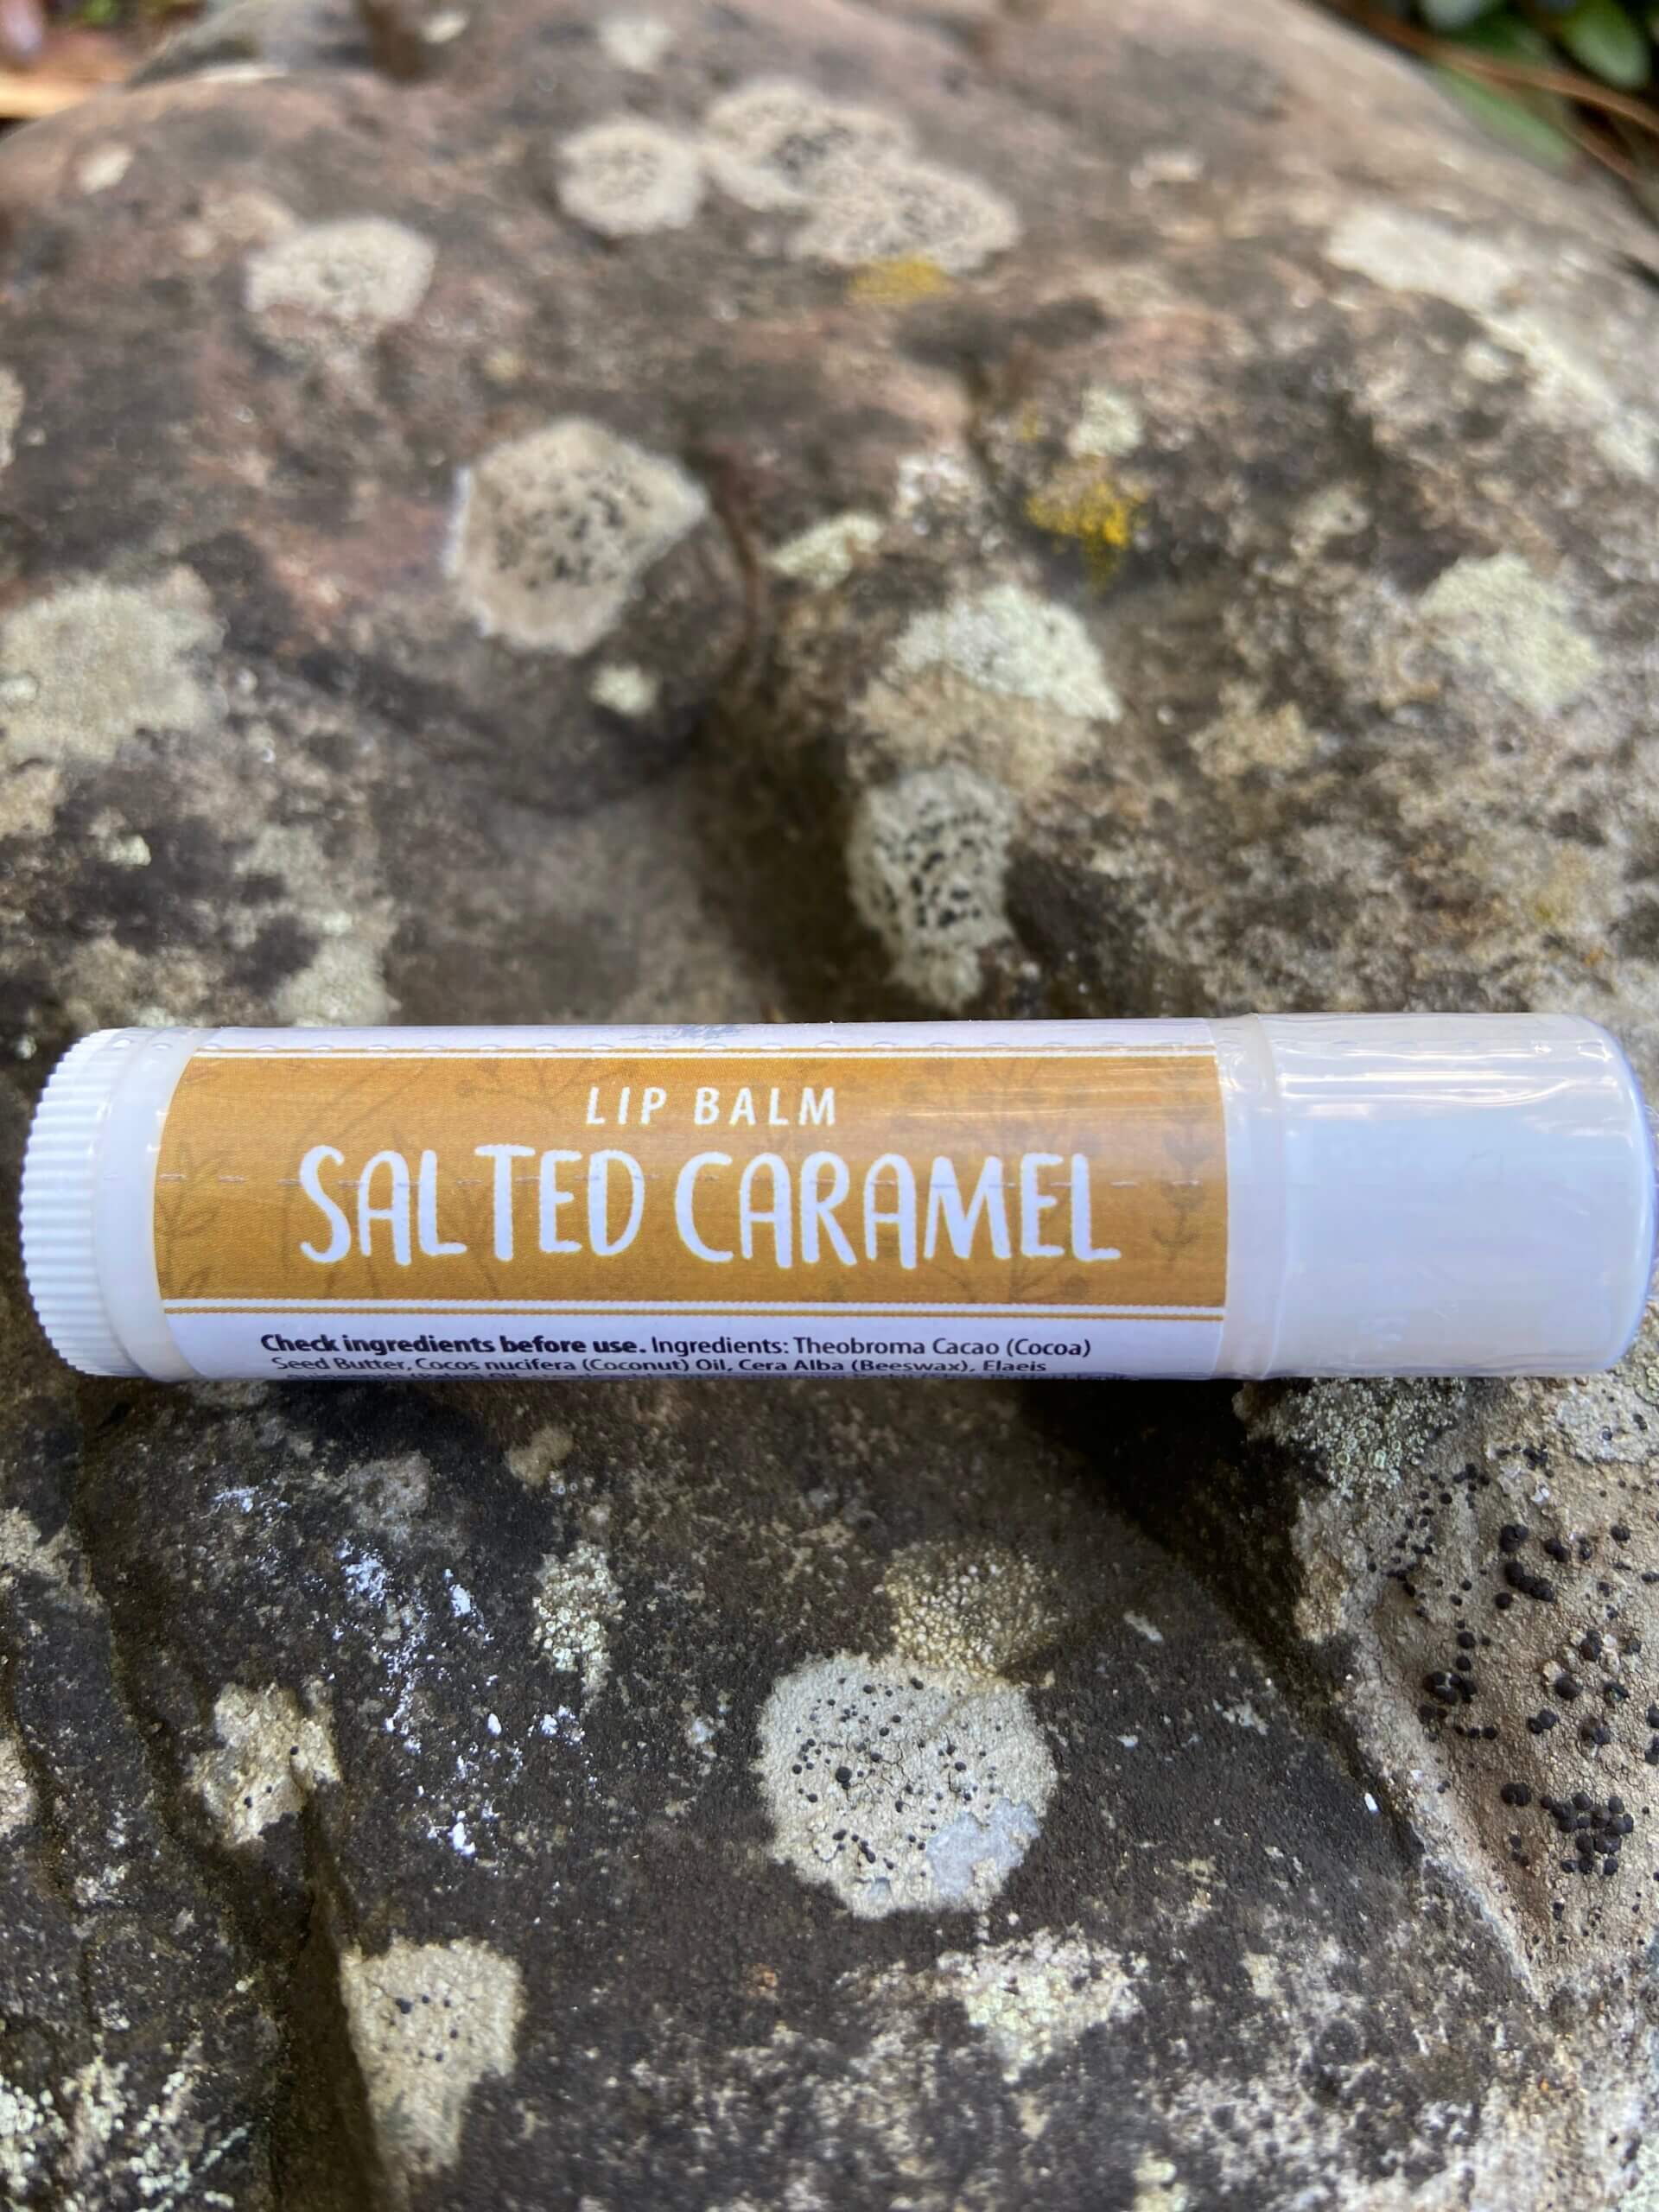 LIP BALM
SALTED CARAMEL
Check ingredients before use. Ingredients: Theobroma Cacao (Cocoa)
Seed Butter, Cocos nucifera (Coconut) Oil, Cera Alba (Beeswax), Elaeis